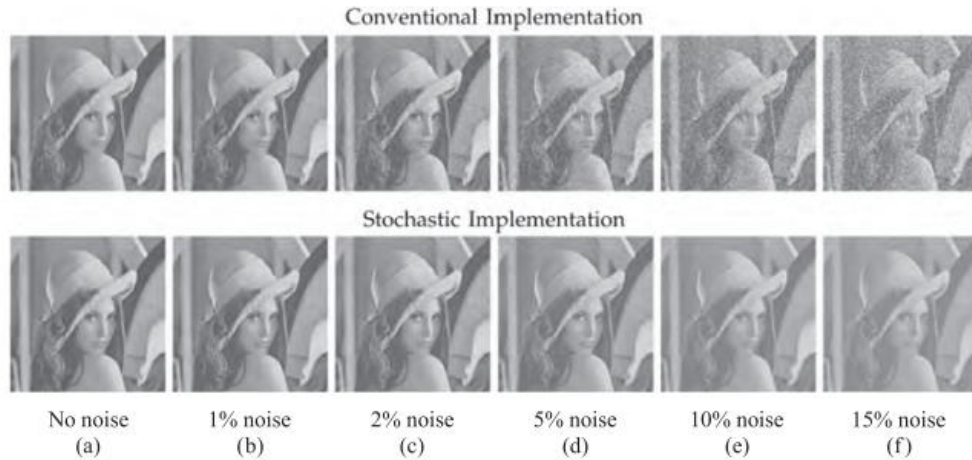 Conventional Implementation
Stochastic Implementation
No noise 1% noise 2% noise 5% noise 10% noise 15% noise
(a) (b) (c) (d) (e) (f)